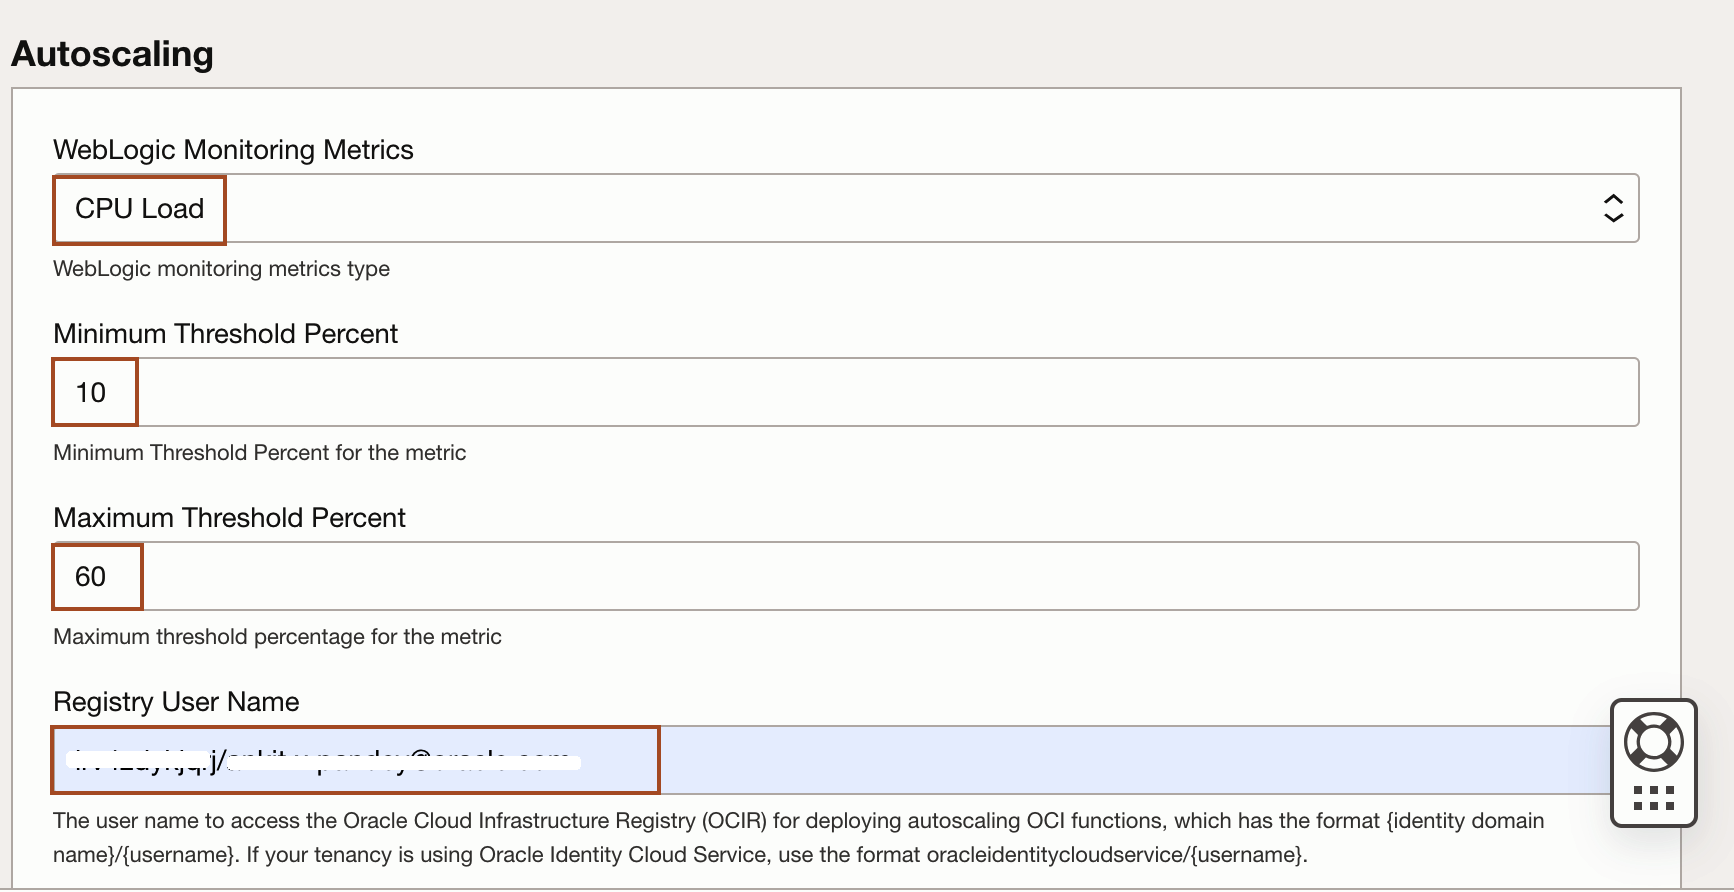 Autoscaling
WebLogic Monitoring Metrics
CPU Load
WebLogic monitoring metrics type
Minimum Threshold Percent
10
Minimum Threshold Percent for the metric
Maximum Threshold Percent
60
Maximum threshold percentage for the metric
Registry User Name
The user name to access the Oracle Cloud Infrastructure Registry (OCIR) for deploying autoscaling OCI functions, which has the format {identity domain
name}/{username}. If your tenancy is using Oracle Identity Cloud Service, use the format oracleidentitycloudservice/{username}.